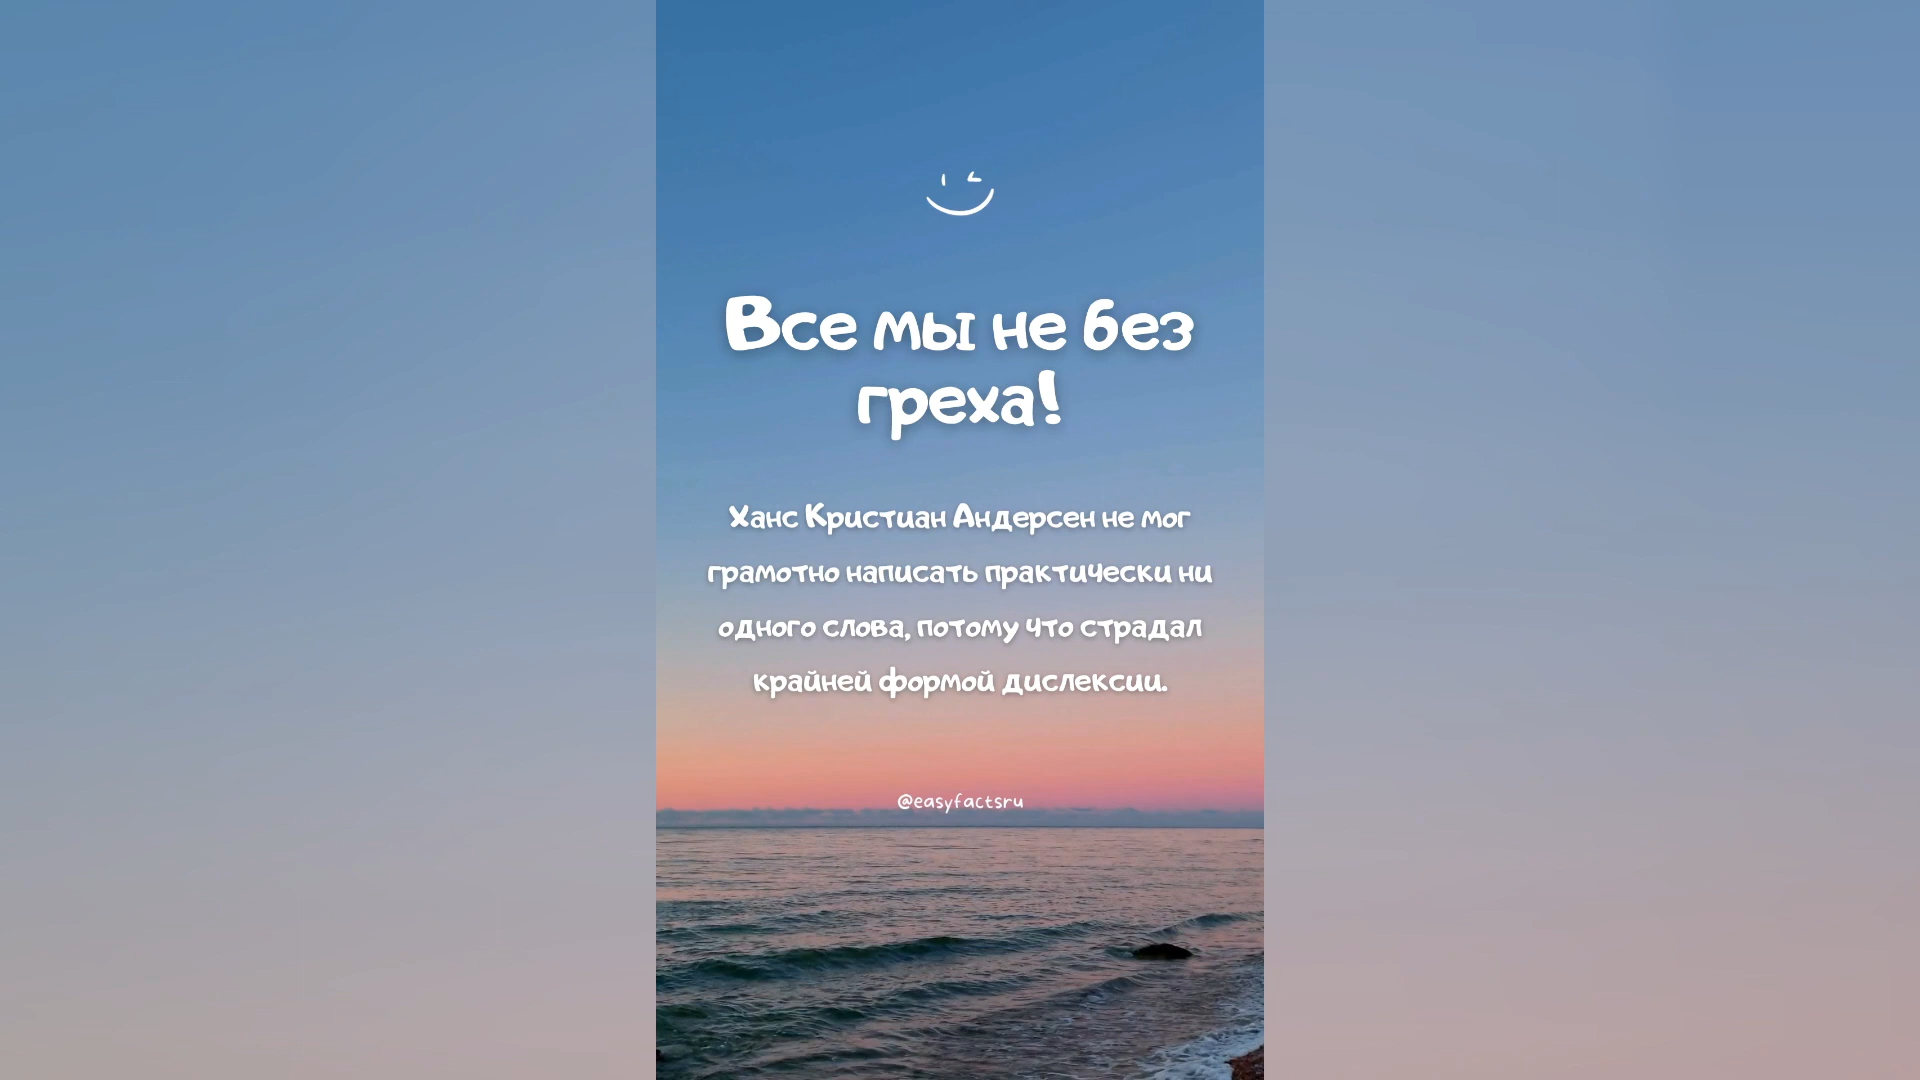 Все мы не без
греха!
Ханс Кристиан Андерсен не мог
грамотно написать практически ни
одного слова, потому что страдал
крайней формой дислексии.
@easyfactsru